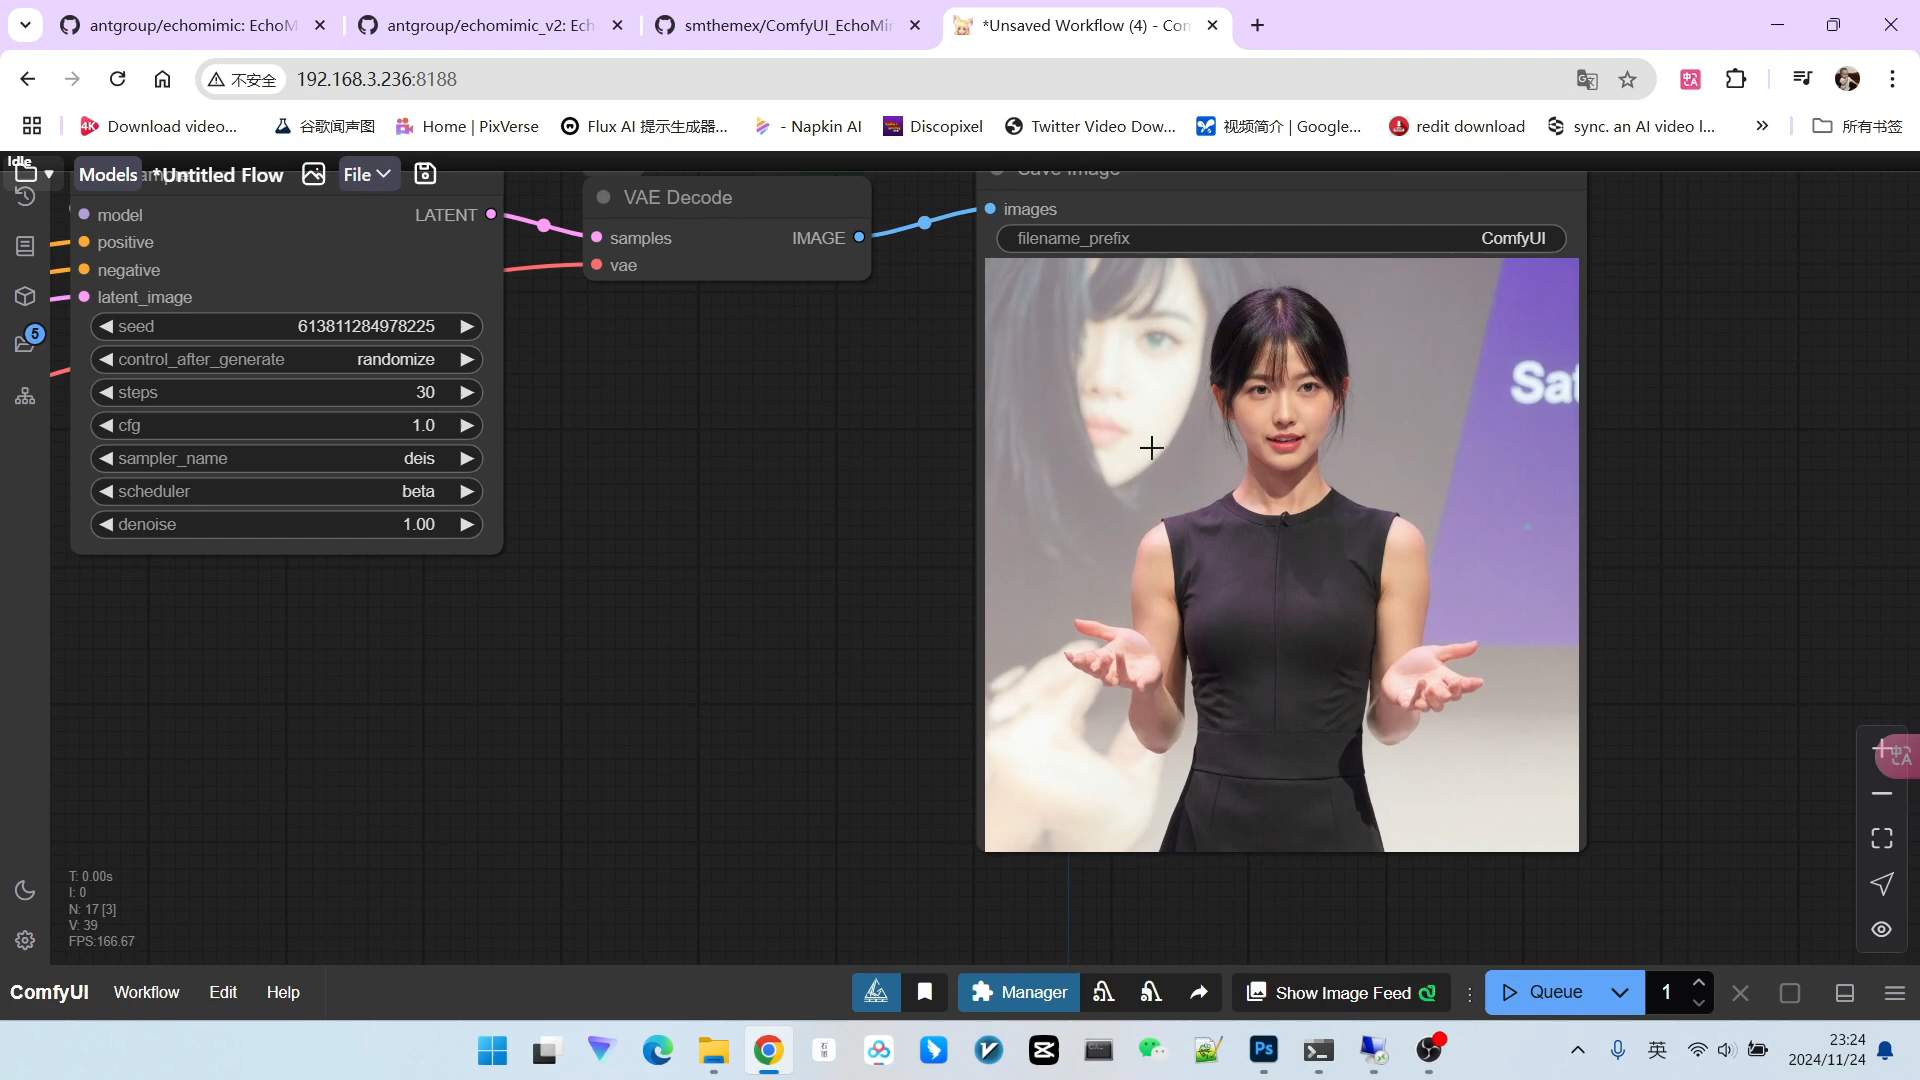 antgroup/echomimic: EchoM
antgroup/echomimic_v2: Ech
smthemex/ComfyUI_EchoMim
*Unsaved Workflow (4) - Con
不安全
192.168.3.236:8188
Download video...
谷歌闻声图
Home | PixVerse
Flux AI 提示生成器...
- Napkin AI
Discopixel
Twitter Video Dow...
视频简介 | Google...
redit download
sync. an AI video l...
所有书签
Idle
Models
*Untitled Flow
File
VAE Decode
Save Image
model
LATENT
positive
negative
latent_image
samples
IMAGE
vae
images
filename_prefix
ComfyUI
seed
613811284978225
control_after_generate
randomize
steps
30
cfg
1.0
sampler_name
deis
scheduler
beta
denoise
1.00
5
Sat
T: 0.00s
I: 0
N: 17 [3]
V: 39
FPS:166.67
ComfyUI
Workflow
Edit
Help
Manager
Show Image Feed
Queue
1
Ps
英
23:24
2024/11/24